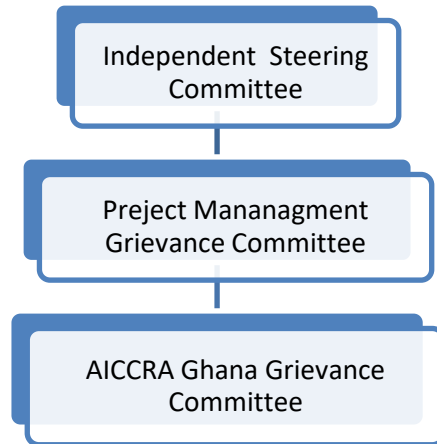 Independent  Steering
Committee
Preject Mananagment
Grievance Committee
AICCRA Ghana Grievance
Committee